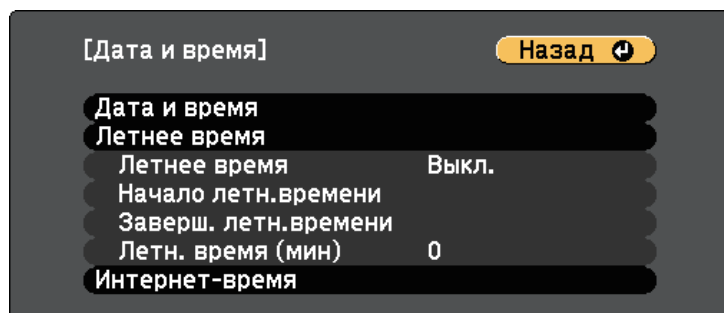 [Дата и время] Назад
Дата и время
Летнее время
Летнее время Выкл.
Начало летн.времени
Заверш. летн.времени
Летн. время (мин) 0
Интернет-время